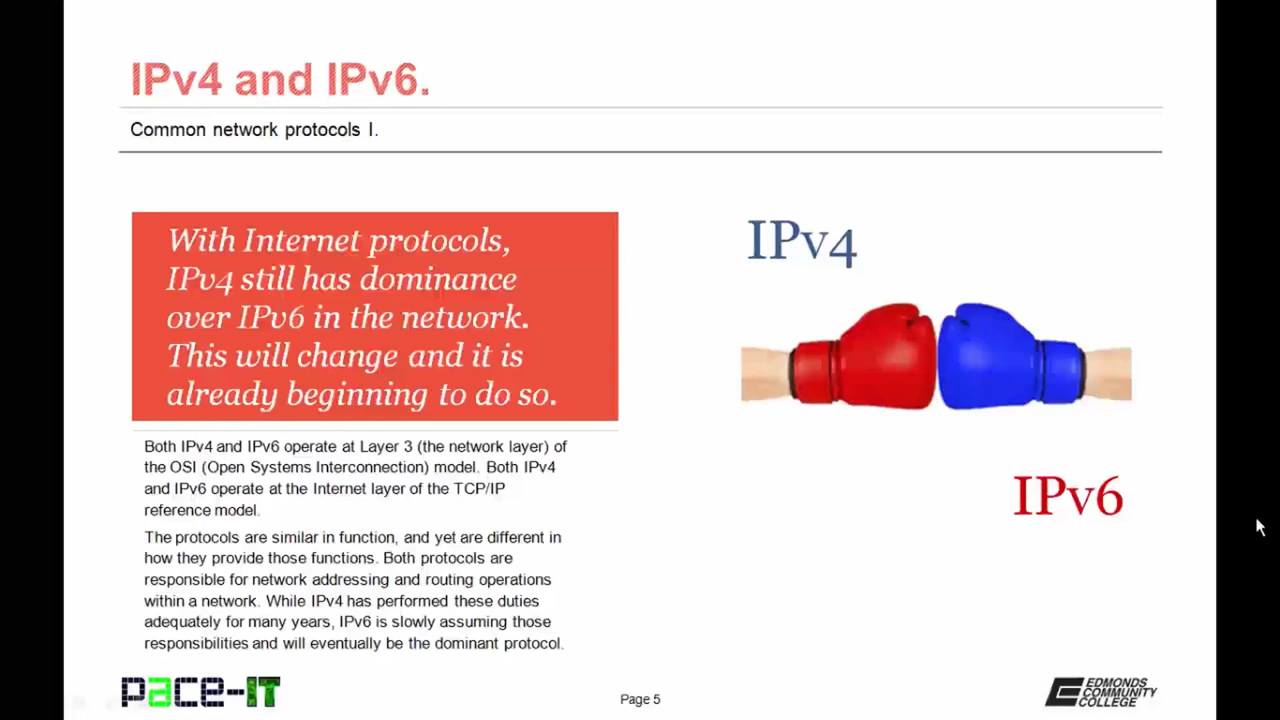 IPv4 and IPv6.
Common network protocols I.
With Internet protocols,
IPv4 still has dominance
over IPv6 in the network.
This will change and it is
already beginning to do so.
Both IPv4 and IPv6 operate at Layer 3 (the network layer) of
the OSI (Open Systems Interconnection) model. Both IPv4
and IPv6 operate at the Internet layer of the TCP/IP
reference model.
The protocols are similar in function, and yet are different in
how they provide those functions. Both protocols are
responsible for network addressing and routing operations
within a network. While IPv4 has performed these duties
adequately for many years, IPv6 is slowly assuming those
responsibilities and will eventually be the dominant protocol.
IPv4
IPv6
pace-IT
Page 5
EDMONDS
COMMUNITY
COLLEGE